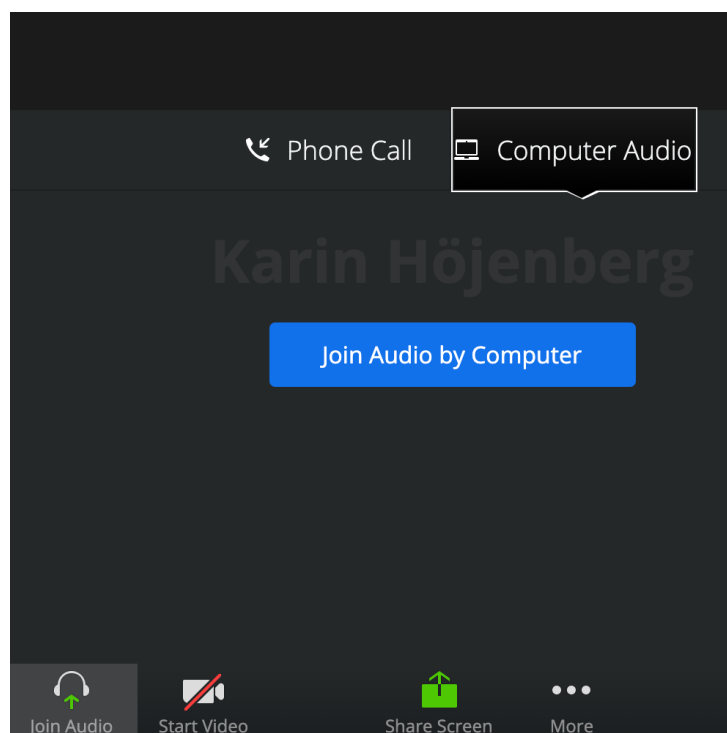 Phone Call Computer Audio
Karin Höjenberg
Join Audio by Computer
Join Audio Start Video Share Screen More